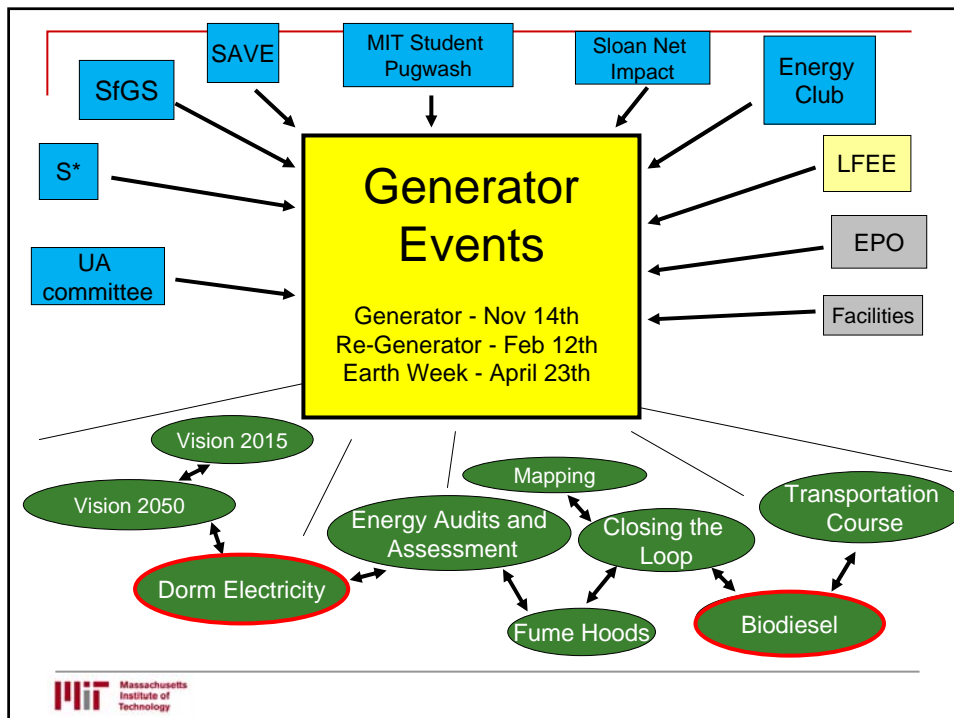 SAVE
MIT Student
Pugwash
Sloan Net
Impact
Energy
Club
SfGS
LFEE
S*
EPO
UA
committee
Facilities
Generator
Events
Generator - Nov 14th
Re-Generator - Feb 12th
Earth Week - April 23th
Vision 2015
Vision 2050
Mapping
Transportation
Course
Energy Audits and
Assessment
Closing the
Loop
Dorm Electricity
Fume Hoods
Biodiesel
MIT
Massachusetts
Institute of
Technology